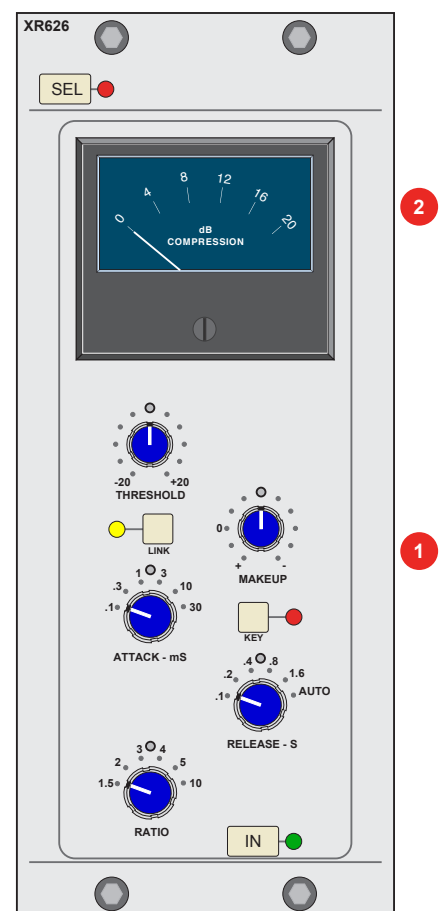 XR626
SEL
0 4 8 12 16 20
dB
COMPRESSION
2
-20 +20
THRESHOLD
LINK
0
+ -
MAKEUP
1
.1 .3 1 3 10 30
ATTACK - mS
KEY
.1 .2 .4 .8 1.6 AUTO
RELEASE - S
1.5 2 3 4 5 10
RATIO
IN